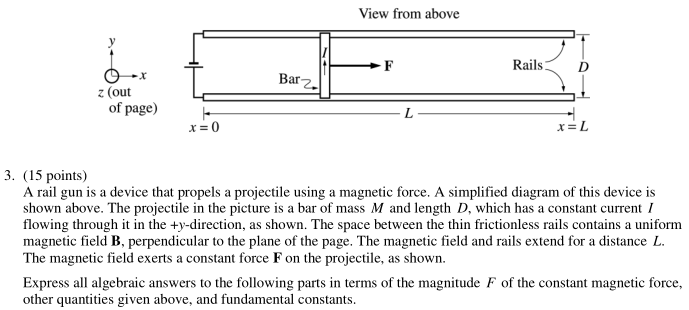 View from above
y
I
F
Rails
D
x
Bar
z (out
of page)
L
x = 0
x = L
3. (15 points)
A rail gun is a device that propels a projectile using a magnetic force. A simplified diagram of this device is
shown above. The projectile in the picture is a bar of mass M and length D, which has a constant current I
flowing through it in the +y-direction, as shown. The space between the thin frictionless rails contains a uniform
magnetic field B, perpendicular to the plane of the page. The magnetic field and rails extend for a distance L.
The magnetic field exerts a constant force F on the projectile, as shown.
Express all algebraic answers to the following parts in terms of the magnitude F of the constant magnetic force,
other quantities given above, and fundamental constants.